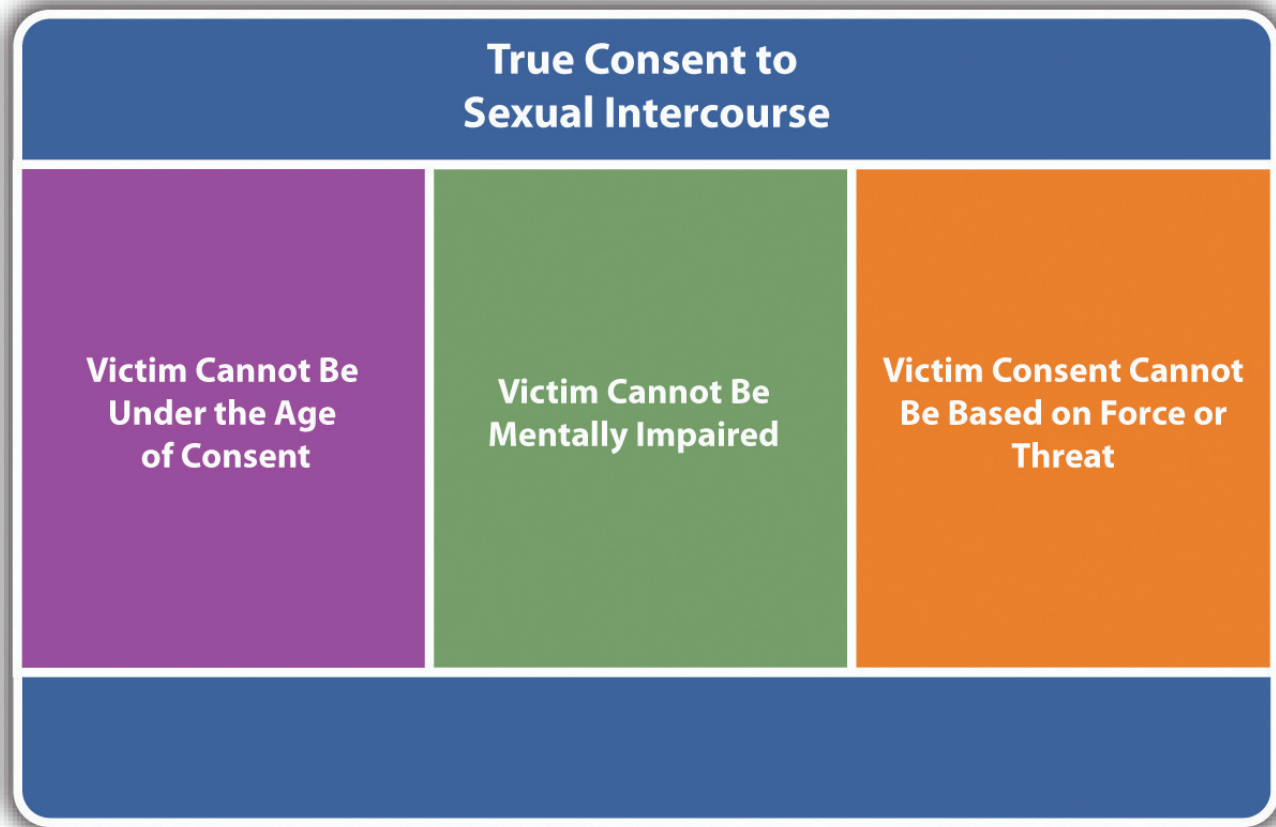 True Consent to
Sexual Intercourse
Victim Cannot Be
Under the Age
of Consent
Victim Cannot Be
Mentally Impaired
Victim Consent Cannot
Be Based on Force or
Threat